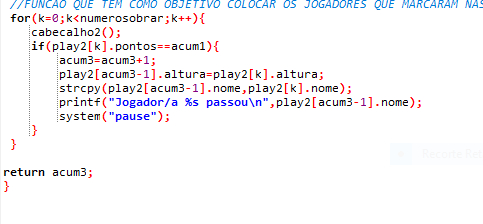 //FUNCAO QUE TEM COMO OBJETIVO COLOCAR OS JOGADORES QUE MARCARAM NAS
for(k=0;k<numerosobrar;k++){
cabecalho2();
if(play2[k].pontos==acum1){
acum3=acum3+1;
play2[acum3-1].altura=play2[k].altura;
strcpy(play2[acum3-1].nome,play2[k].nome);
printf("Jogador/a %s passou\n",play2[acum3-1].nome);
system("pause");
}
}
return acum3;
}